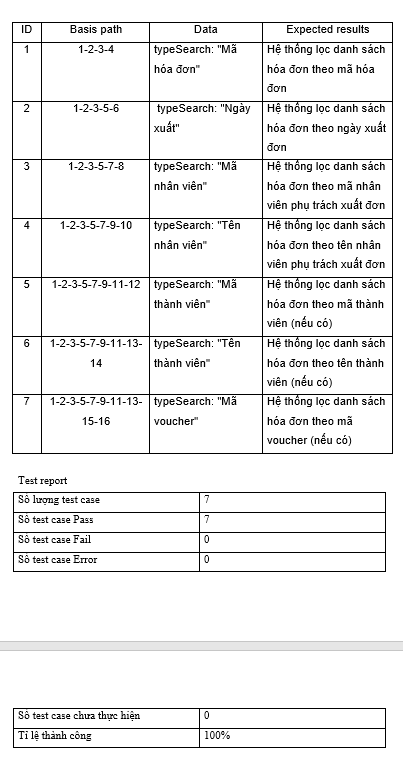 ID Basis path Data Expected results
1 1-2-3-4 typeSearch: "Mã Hệ thống lọc danh sách
hóa đơn" hóa đơn theo mã hóa
đơn
2 1-2-3-5-6 typeSearch: "Ngày Hệ thống lọc danh sách
xuất" hóa đơn theo ngày xuất
đơn
3 1-2-3-5-7-8 typeSearch: "Mã Hệ thống lọc danh sách
nhân viên" hóa đơn theo mã nhân
viên phụ trách xuất đơn
4 1-2-3-5-7-9-10 typeSearch: "Tên Hệ thống lọc danh sách
nhân viên" hóa đơn theo tên nhân
viên phụ trách xuất đơn
5 1-2-3-5-7-9-11-12 typeSearch: "Mã Hệ thống lọc danh sách
thành viên" hóa đơn theo mã thành
viên (nếu có)
6 1-2-3-5-7-9-11-13- typeSearch: "Tên Hệ thống lọc danh sách
14 thành viên" hóa đơn theo tên thành
viên (nếu có)
7 1-2-3-5-7-9-11-13- typeSearch: "Mã Hệ thống lọc danh sách
15-16 voucher" hóa đơn theo mã
voucher (nếu có)
Test report
Số lượng test case 7
Số test case Pass 7
Số test case Fail 0
Số test case Error 0
Số test case chưa thực hiện 0
Tỉ lệ thành công 100%